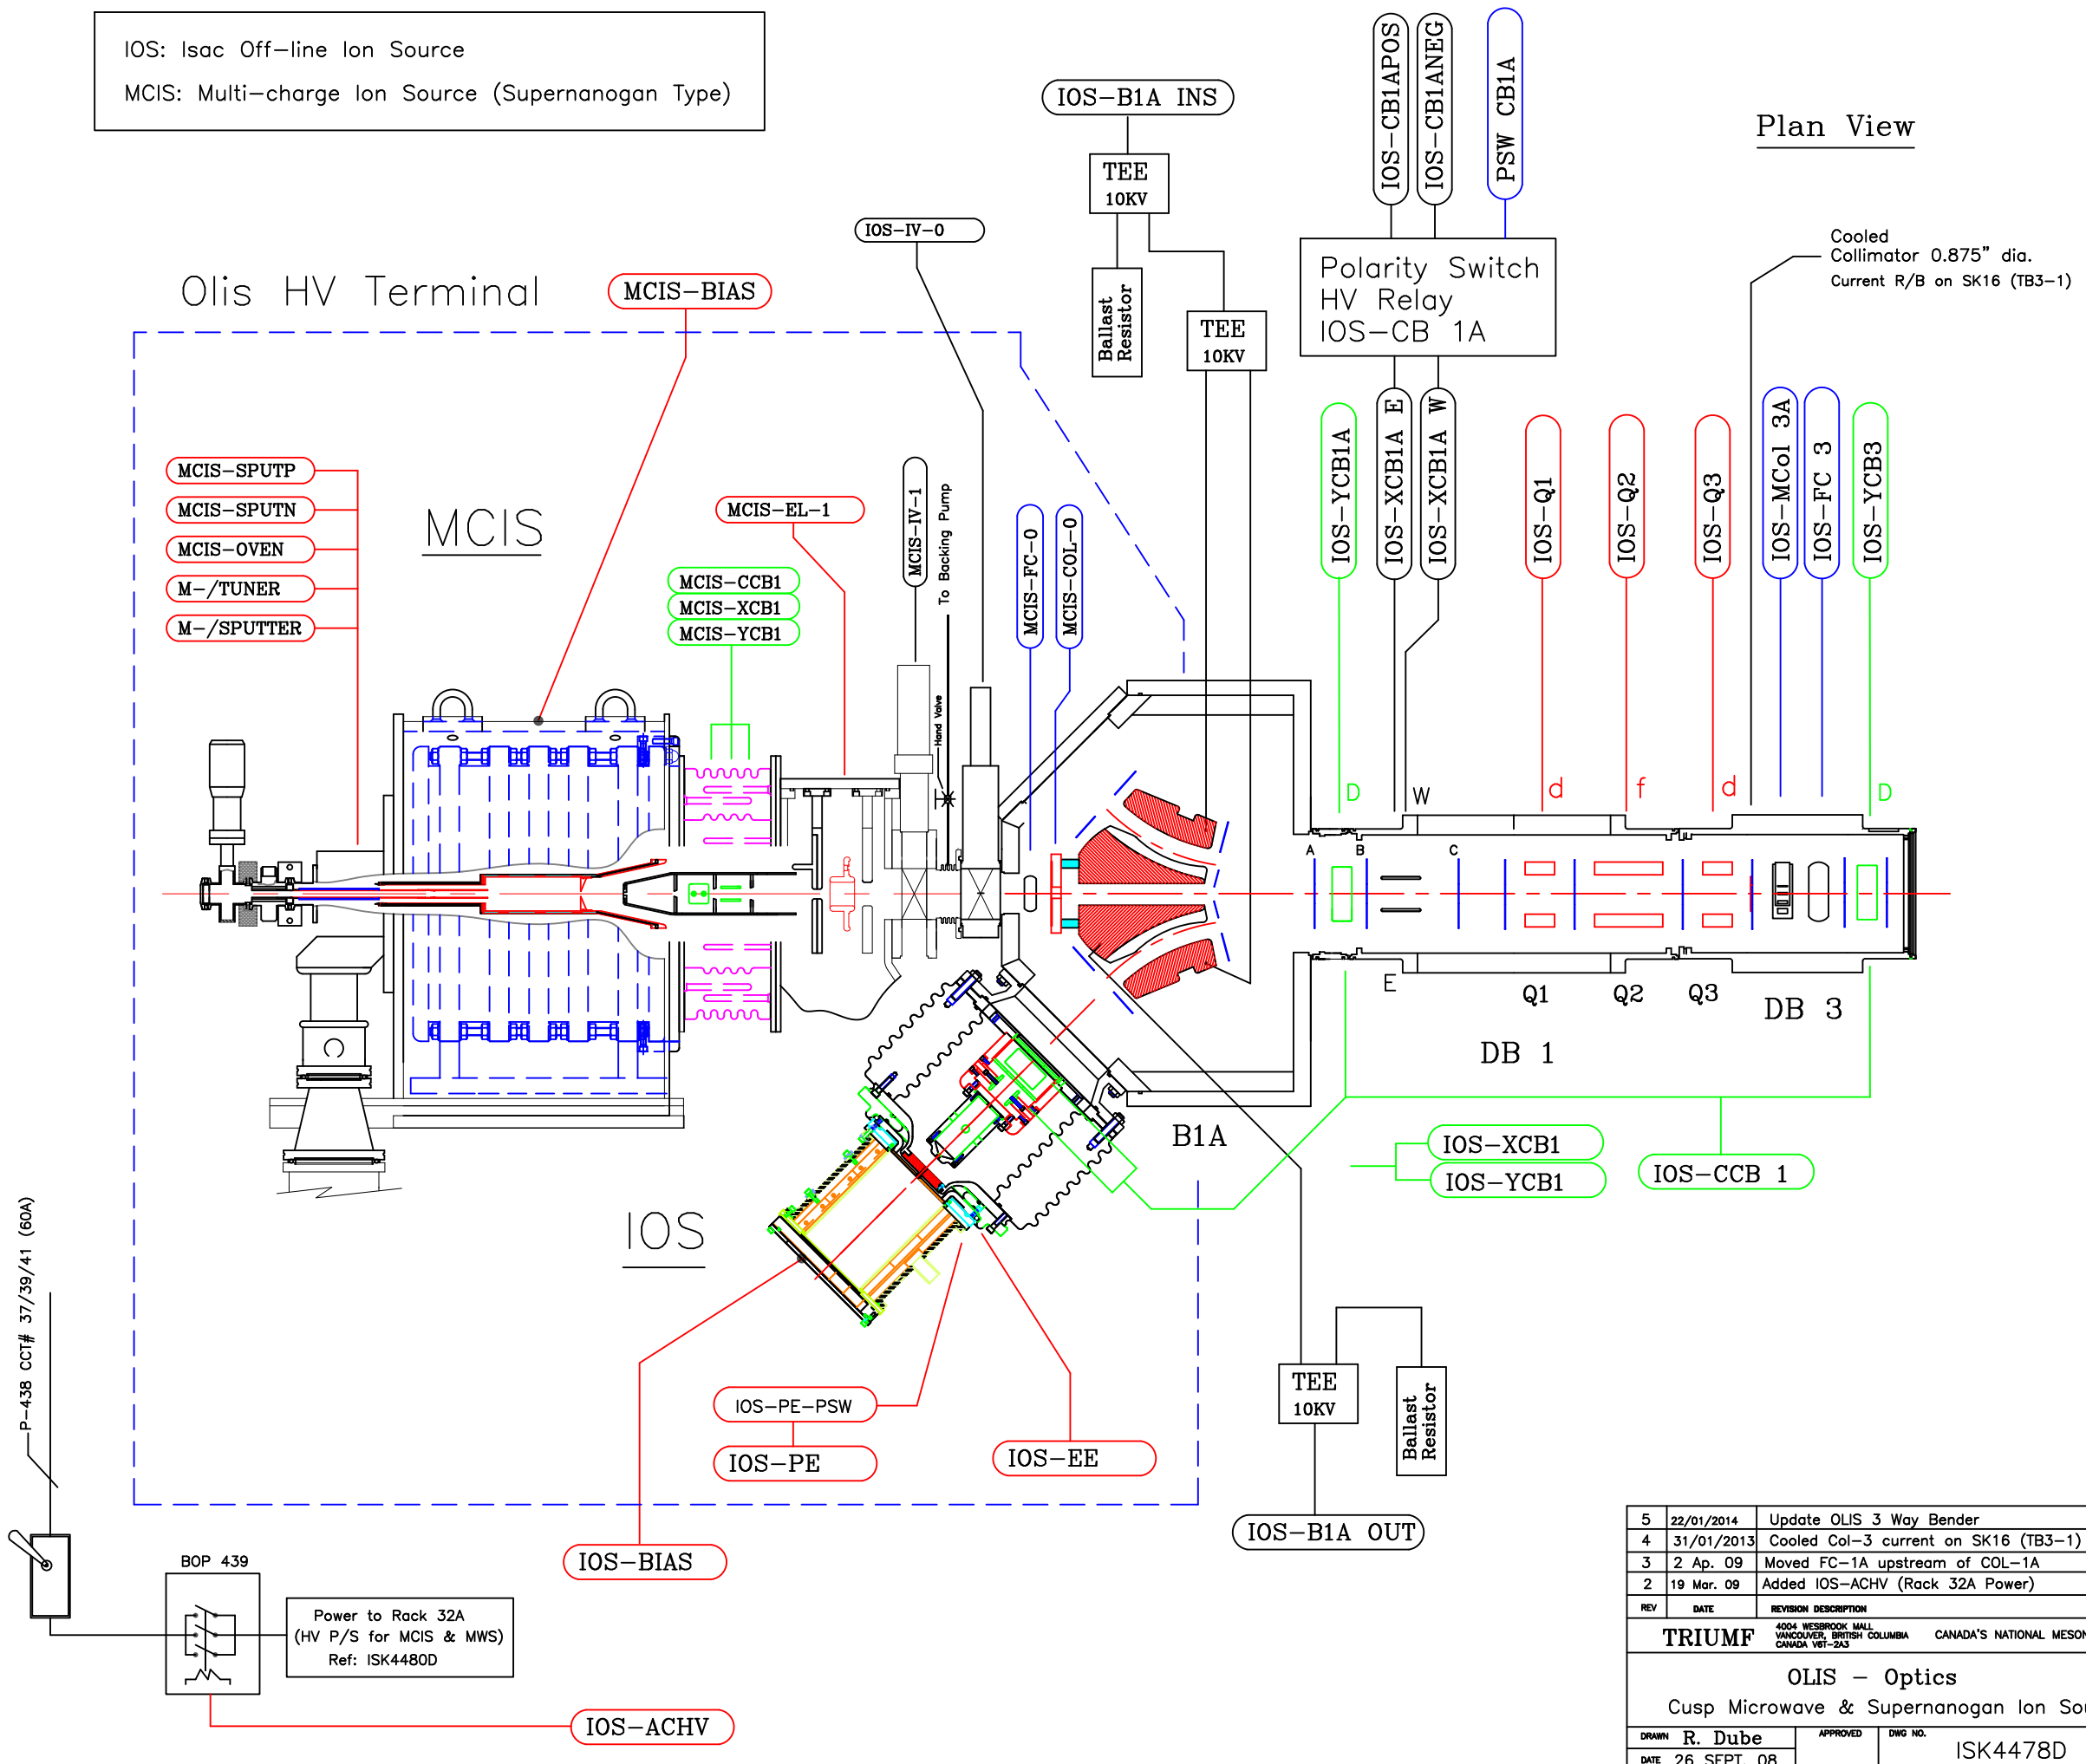 IOS: Isac Off-line Ion Source
MCIS: Multi-charge Ion Source (Supernanogan Type)
IOS-B1A INS
TEE
10KV
Ballast
Resistor
TEE
10KV
IOS-CB1APOS
IOS-CB1ANEG
PSW CB1A
Polarity Switch
HV Relay
IOS-CB 1A
Plan View
Cooled
Collimator 0.875" dia.
Current R/B on SK16 (TB3-1)
IOS-IV-0
Olis HV Terminal
MCIS-BIAS
MCIS-SPUTP
MCIS-SPUTN
MCIS-OVEN
M-/TUNER
M-/SPUTTER
MCIS
MCIS-CCB1
MCIS-XCB1
MCIS-YCB1
MCIS-EL-1
MCIS-IV-1
To Backing Pump
Hand Valve
MCIS-FC-0
MCIS-COL-0
IOS-YCB1A
IOS-XCB1A E
IOS-XCB1A W
IOS-Q1
IOS-Q2
IOS-Q3
IOS-MCol 3A
IOS-FC 3
IOS-YCB3
D
W
d
f
d
D
A
B
C
E
Q1
Q2
Q3
DB 3
DB 1
B1A
IOS-XCB1
IOS-YCB1
IOS-CCB 1
IOS
IOS-PE-PSW
IOS-PE
IOS-EE
IOS-BIAS
TEE
10KV
Ballast
Resistor
IOS-B1A OUT
P-438 CCT# 37/39/41 (60A)
BOP 439
Power to Rack 32A
(HV P/S for MCIS & MWS)
Ref: ISK4480D
IOS-ACHV
5 22/01/2014 Update OLIS 3 Way Bender
4 31/01/2013 Cooled Col-3 current on SK16 (TB3-1)
3 2 Ap. 09 Moved FC-1A upstream of COL-1A
2 19 Mar. 09 Added IOS-ACHV (Rack 32A Power)
REV DATE REVISION DESCRIPTION
TRIUMF
4004 WESBROOK MALL
VANCOUVER, BRITISH COLUMBIA
CANADA V6T-2A3
CANADA'S NATIONAL MESON
OLIS - Optics
Cusp Microwave & Supernanogan Ion Sou
DRAWN R. Dube
APPROVED
DWG NO.
ISK4478D
DATE 26 SEPT. 08